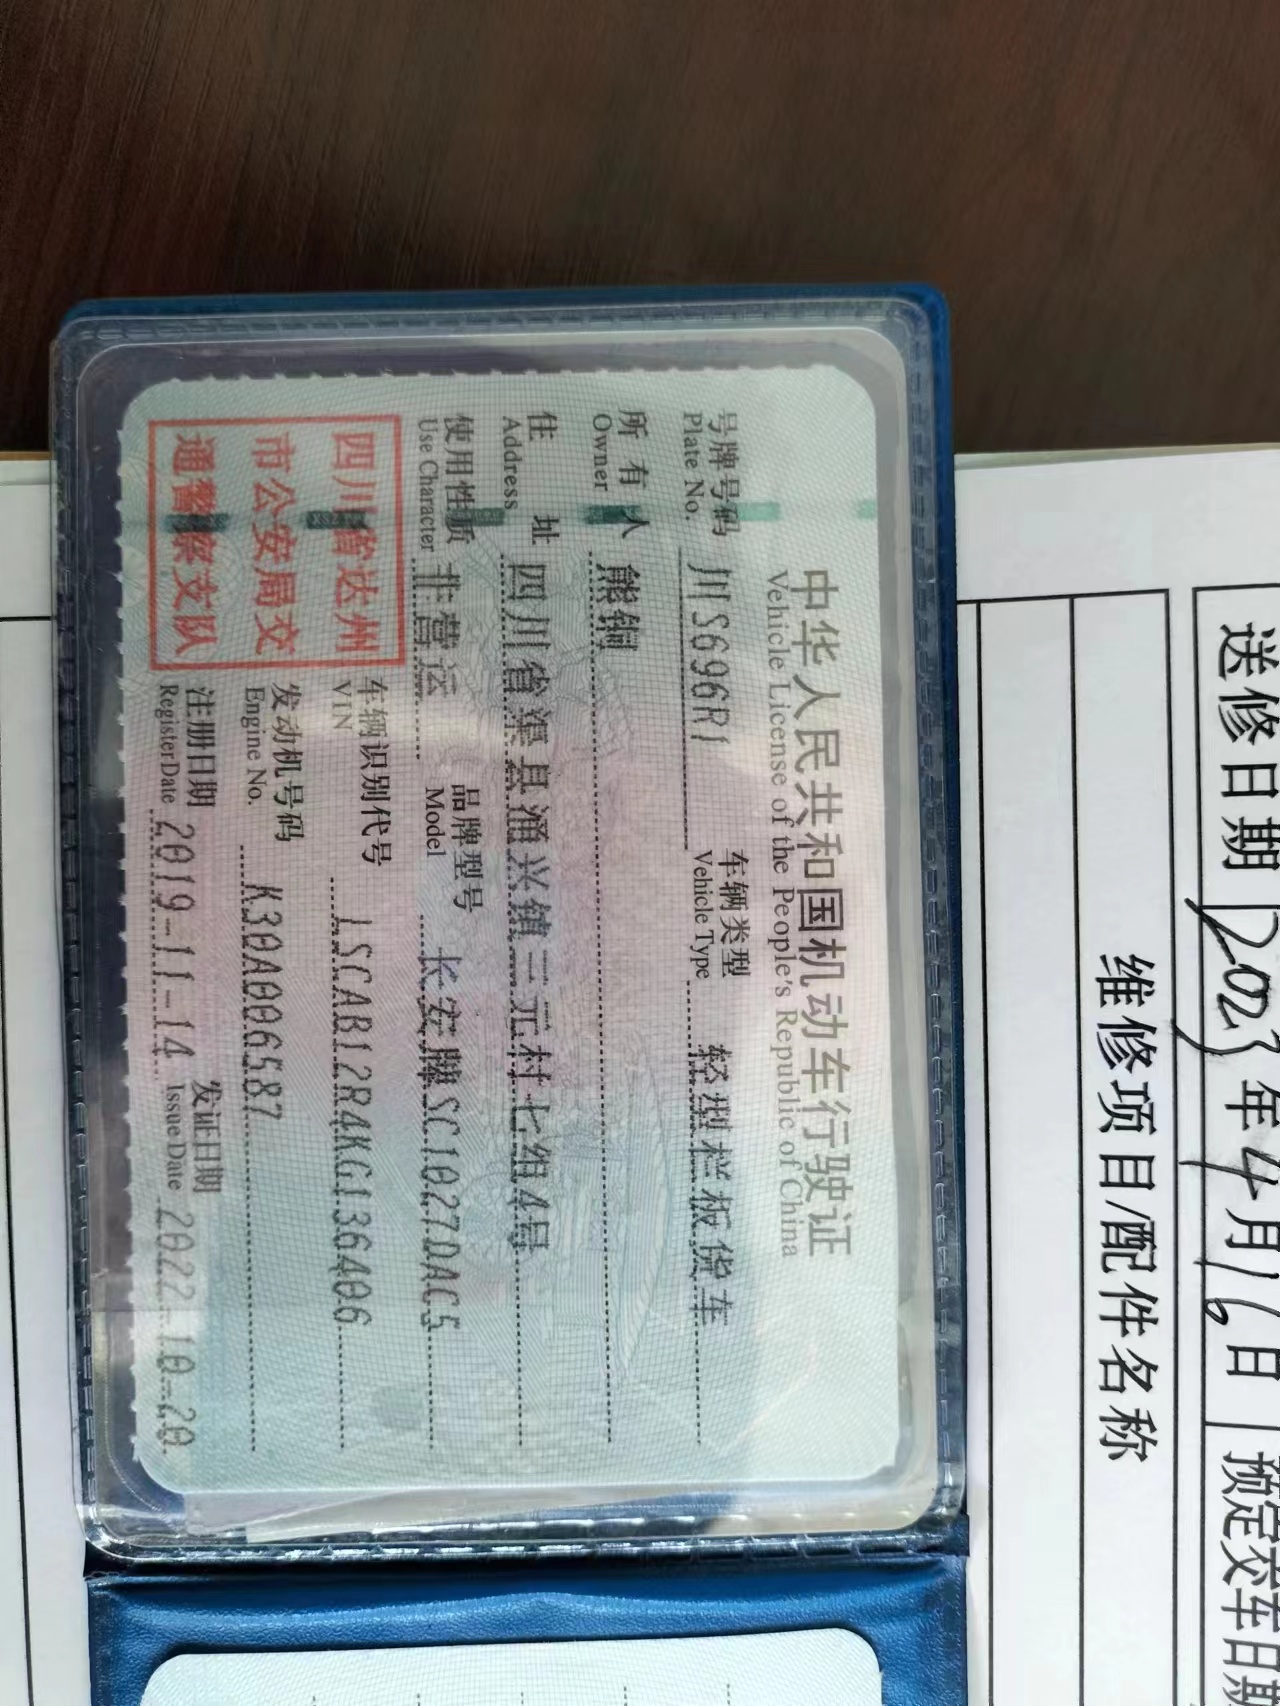 中华人民共和国机动车行驶证
Vehicle License of the People's Republic of China
号牌号码 川S696R1 车辆类型 轻型栏板货车
Plate No. Vehicle Type
所有人 熊钢
Owner
住址 四川省渠县涌兴镇三元村七组4号
Address
使用性质 非营运 品牌型号 长安牌SC1027DAC5
Use Character Model
四川省达州
市公安局交
通警察支队
车辆识别代号 LSCAB12R4KG136406
VIN
发动机号码 K30A006587
Engine No.
注册日期 2019-11-14 发证日期 2022-10-20
Register Date Issue Date
送修日期 2023年4月16日 预定交车日期
维修项目/配件名称